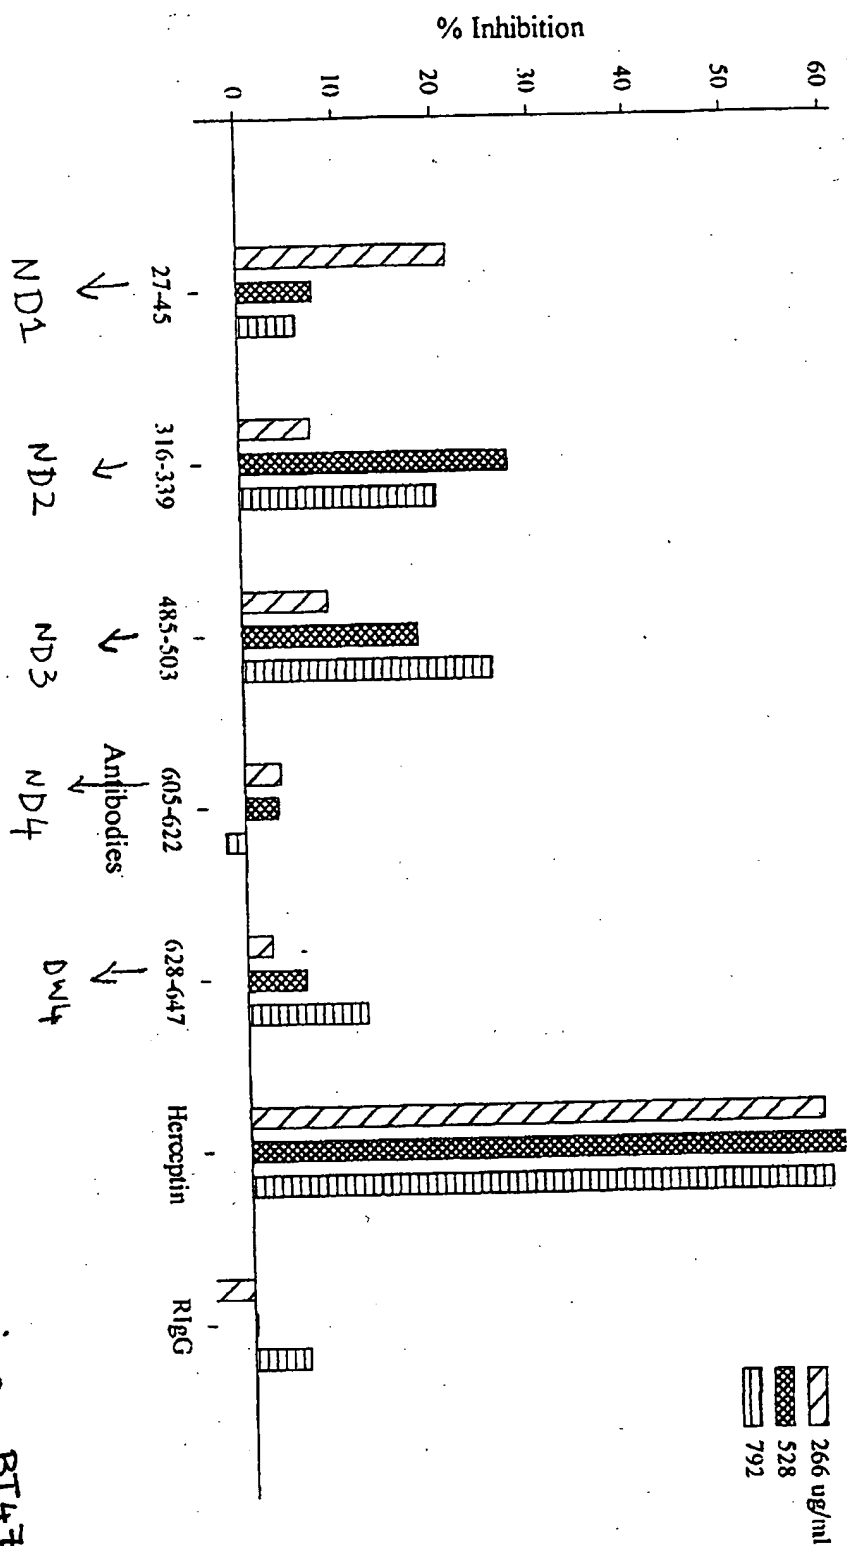 % Inhibition
60
50
40
30
20
10
0
266 ug/ml
528
792
27-45
316-339
485-503
605-622
628-647
Herceptin
RIgG
Antibodies
ND1
ND2
ND3
ND4
DW4
BT47